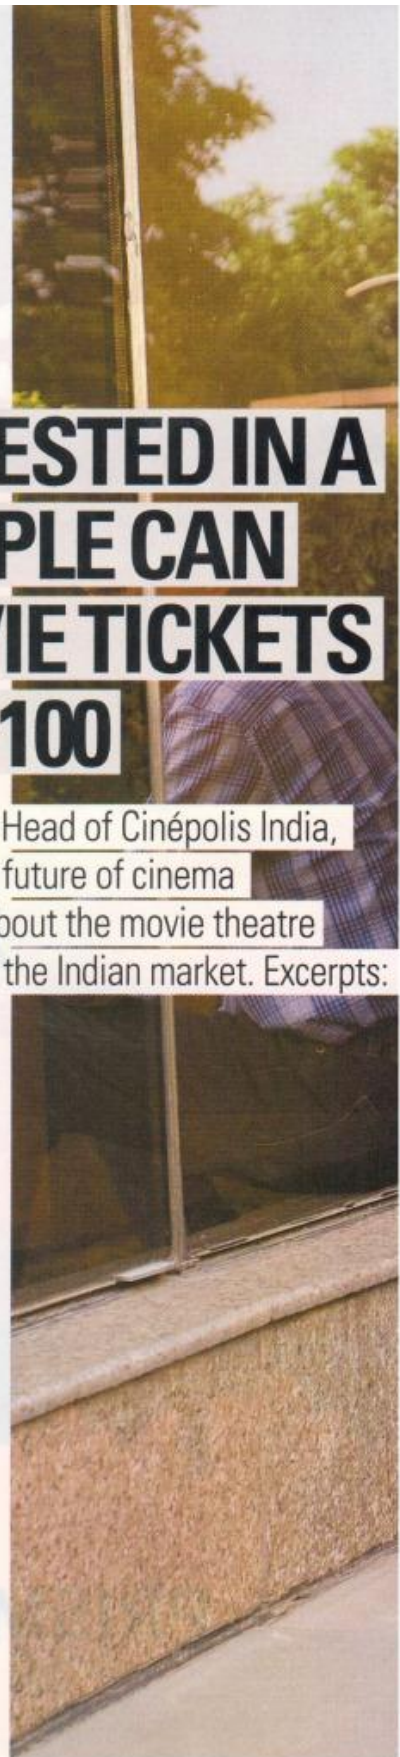 ESTED IN A
PLE CAN
IE TICKETS
100
Head of Cinépolis India,
future of cinema
out the movie theatre
the Indian market. Excerpts: